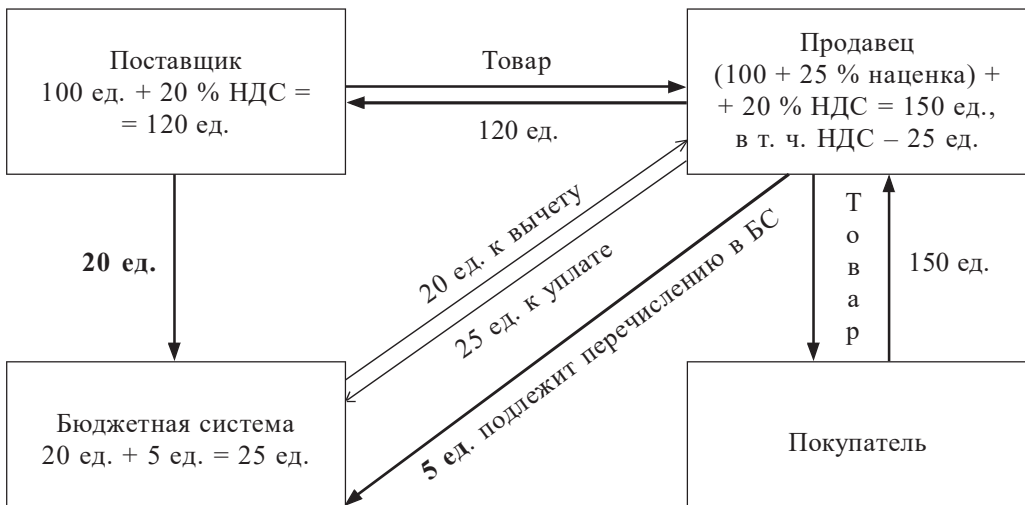 Поставщик
100 ед. + 20 % НДС =
= 120 ед.
Товар
120 ед.
Продавец
(100 + 25 % наценка) +
+ 20 % НДС = 150 ед.,
в т. ч. НДС – 25 ед.
20 ед.
20 ед. к вычету
25 ед. к уплате
5 ед. подлежит перечислению в БС
Товар
150 ед.
Бюджетная система
20 ед. + 5 ед. = 25 ед.
Покупатель